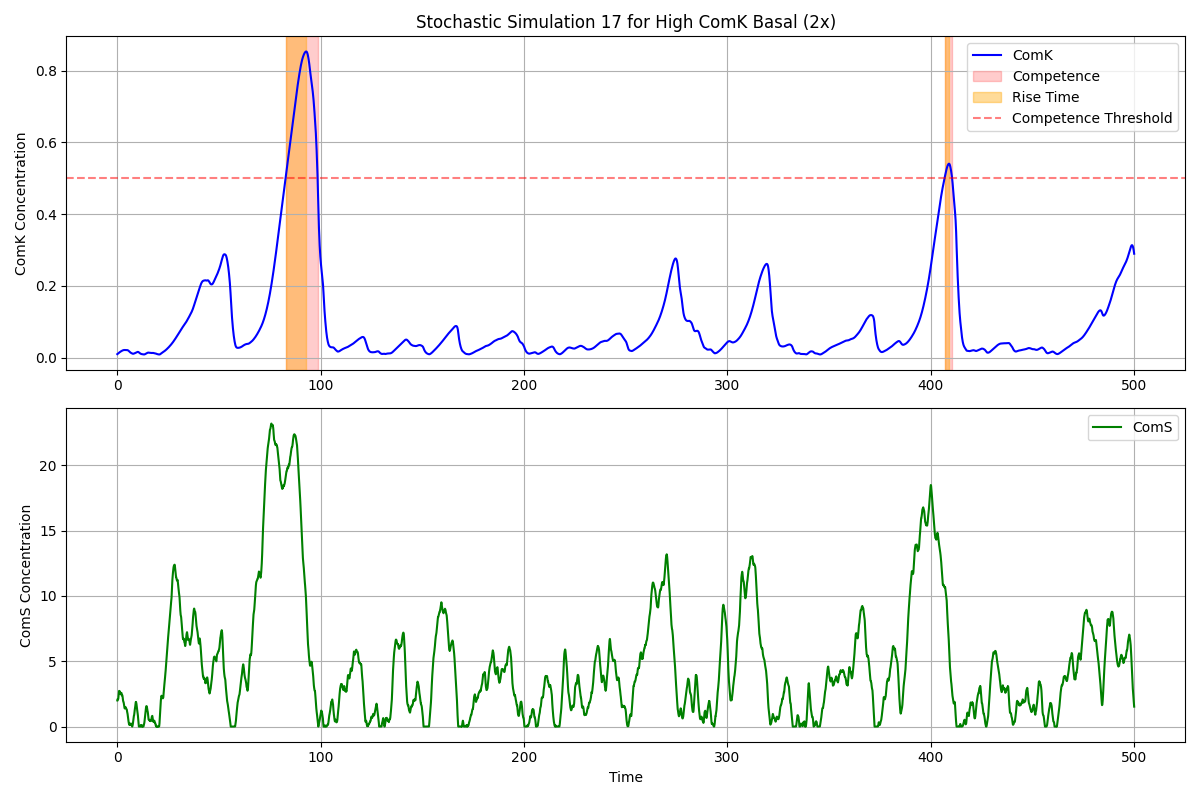 Stochastic Simulation 17 for High ComK Basal (2x)
ComK Concentration
0.8
0.6
0.4
0.2
0.0
ComK
Competence
Rise Time
Competence Threshold
0 100 200 300 400 500
ComS Concentration
20
15
10
5
0
ComS
0 100 200 300 400 500
Time